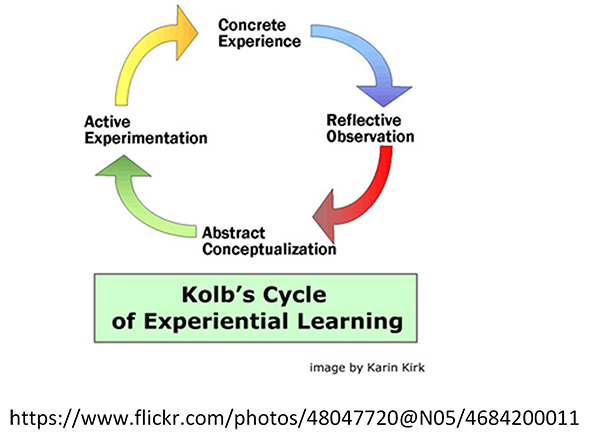 Concrete
Experience
Reflective
Observation
Abstract
Conceptualization
Active
Experimentation
Kolb's Cycle
of Experiential Learning
image by Karin Kirk
https://www.flickr.com/photos/48047720@N05/4684200011